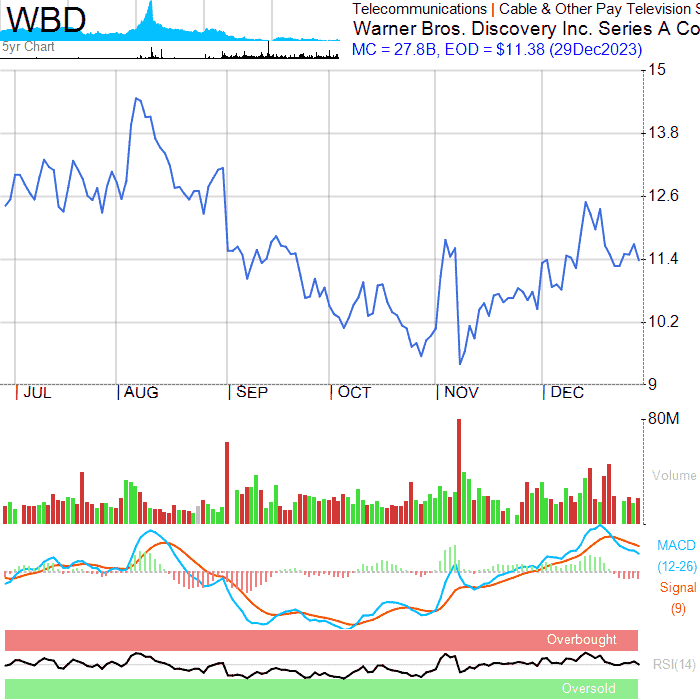 WBD
5yr Chart
Telecommunications | Cable & Other Pay Television S
Warner Bros. Discovery Inc. Series A Co
MC = 27.8B, EOD = $11.38 (29Dec2023)
15
13.8
12.6
11.4
10.2
9
JUL AUG SEP OCT NOV DEC
80M
Volume
MACD
(12-26)
Signal
(9)
Overbought
RSI(14)
Oversold